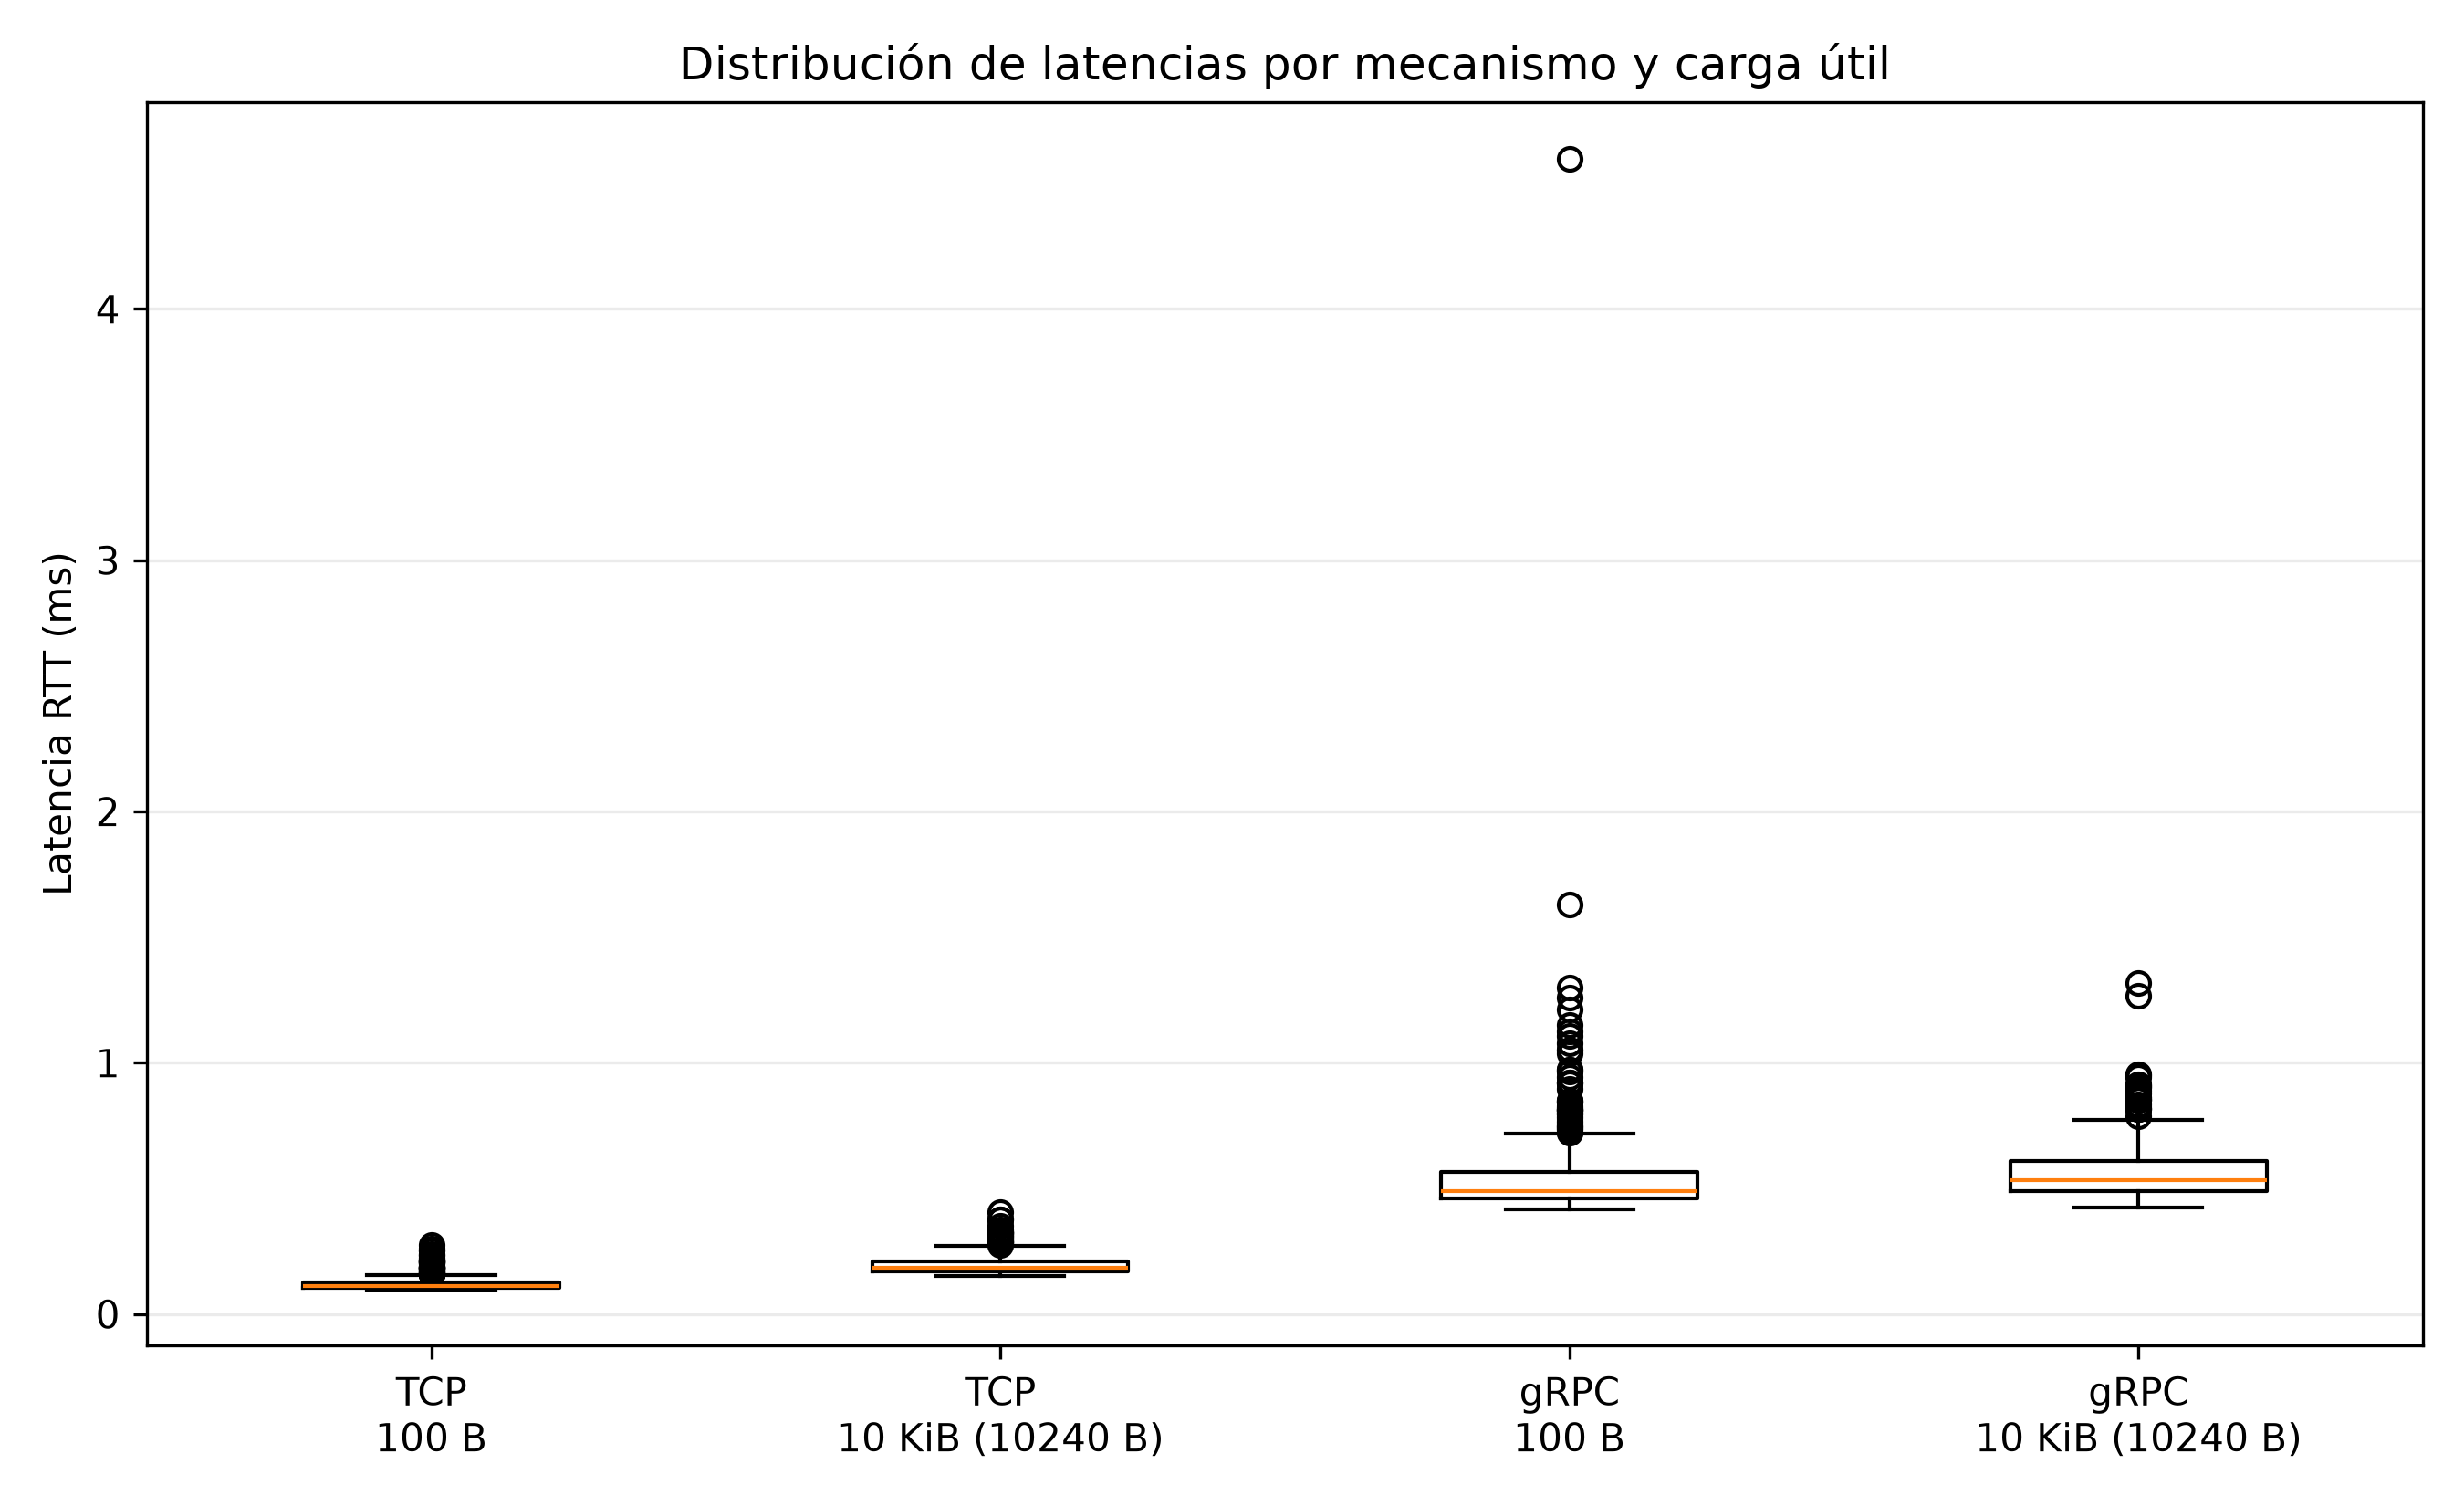 Distribución de latencias por mecanismo y carga útil
Latencia RTT (ms)
4
3
2
1
0
TCP
100 B
TCP
10 KiB (10240 B)
gRPC
100 B
gRPC
10 KiB (10240 B)